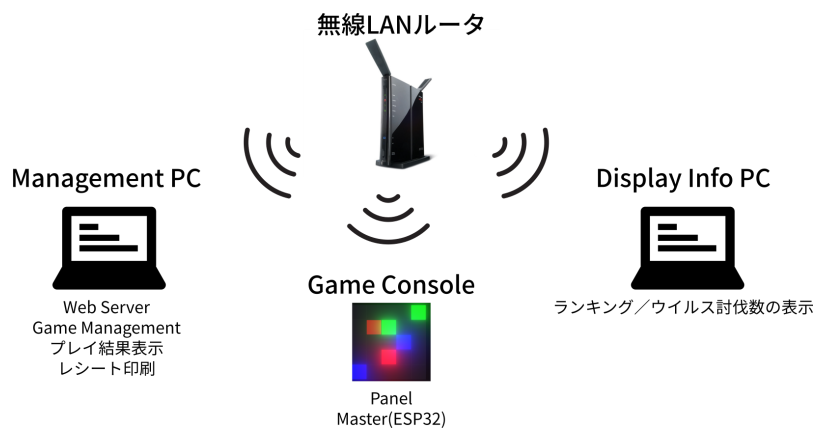 無線LANルータ
Management PC
Display Info PC
Game Console
Web Server
Game Management
プレイ結果表示
レシート印刷
ランキング／ウイルス討伐数の表示
Panel
Master(ESP32)